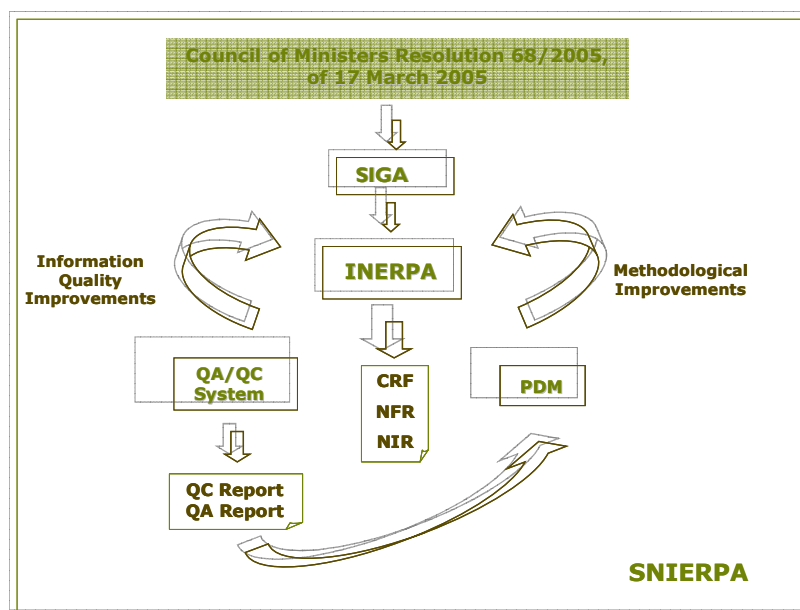 Council of Ministers Resolution 68/2005,
of 17 March 2005
SIGA
INERPA
Information
Quality
Improvements
Methodological
Improvements
QA/QC
System
CRF
NFR
NIR
PDM
QC Report
QA Report
SNIERPA